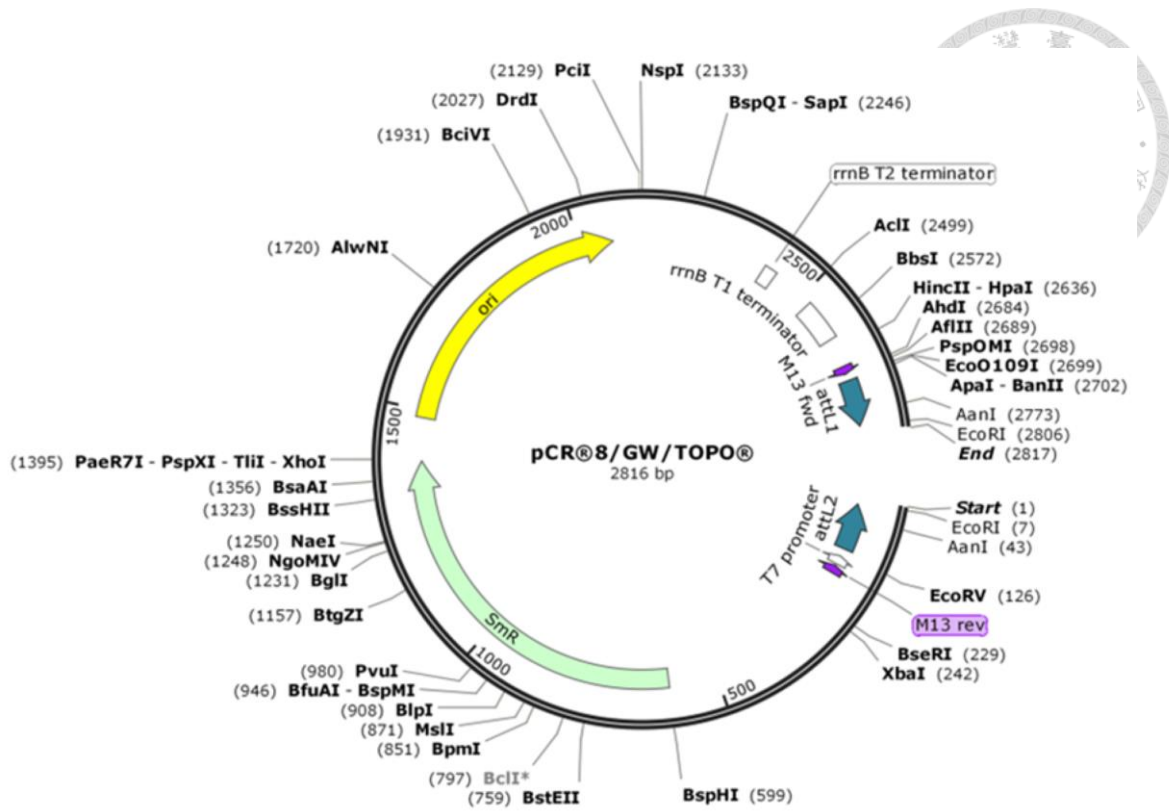 (2129) PciI
NspI (2133)
(2027) DrdI
BspQI - SapI (2246)
(1931) BciVI
rrnB T2 terminator
2000
AclI (2499)
(1720) AlwNI
2500
BbsI (2572)
rrnB T1 terminator
HincII - HpaI (2636)
ori
AhdI (2684)
AflII (2689)
PspOMI (2698)
EcoO109I (2699)
ApaI - BanII (2702)
M13 fwd
attL1
AanI (2773)
1500
EcoRI (2806)
End (2817)
pCR®8/GW/TOPO®
2816 bp
(1395) PaeR7I - PspXI - TliI - XhoI
(1356) BsaAI
(1323) BssHII
Start (1)
EcoRI (7)
AanI (43)
attL2
T7 promoter
(1250) NaeI
(1248) NgoMIV
(1231) BglI
EcoRV (126)
(1157) BtgZI
M13 rev
SmR
BseRI (229)
XbaI (242)
1000
(980) PvuI
(946) BfuAI - BspMI
500
(908) BlpI
(871) MslI
(851) BpmI
(797) BclI*
(759) BstEII
BspHI (599)